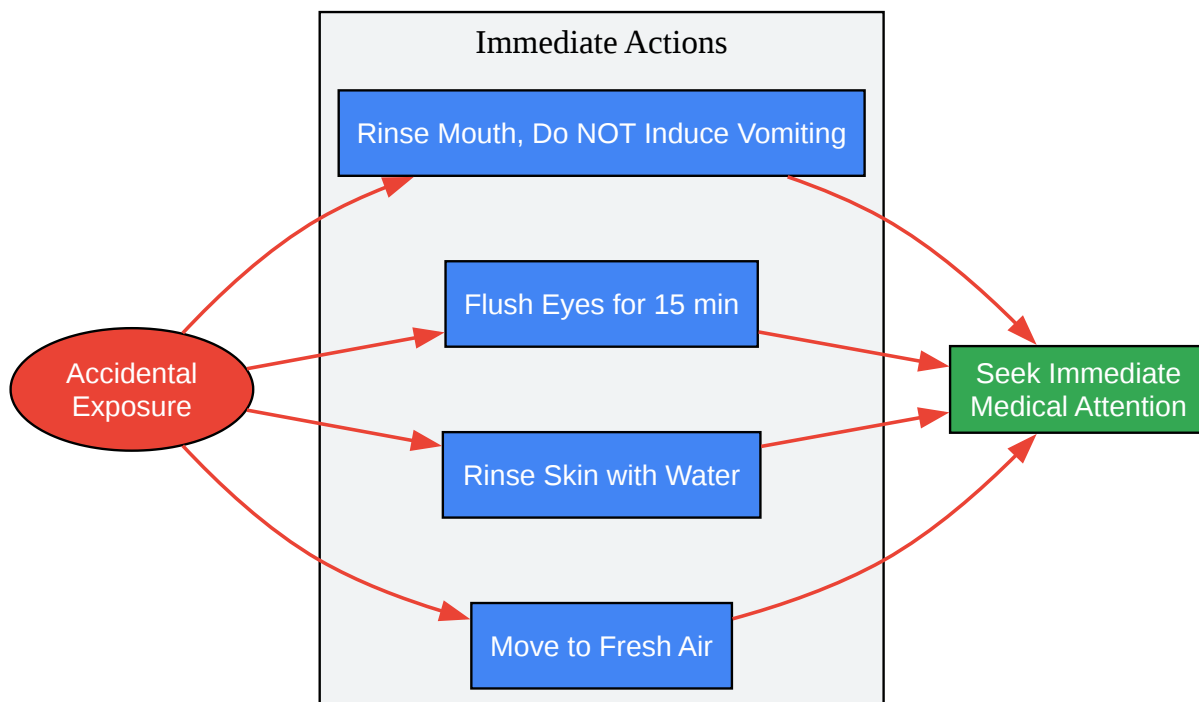 Immediate Actions
Rinse Mouth, Do NOT Induce Vomiting
Flush Eyes for 15 min
Accidental
Exposure
Seek Immediate
Medical Attention
Rinse Skin with Water
Move to Fresh Air